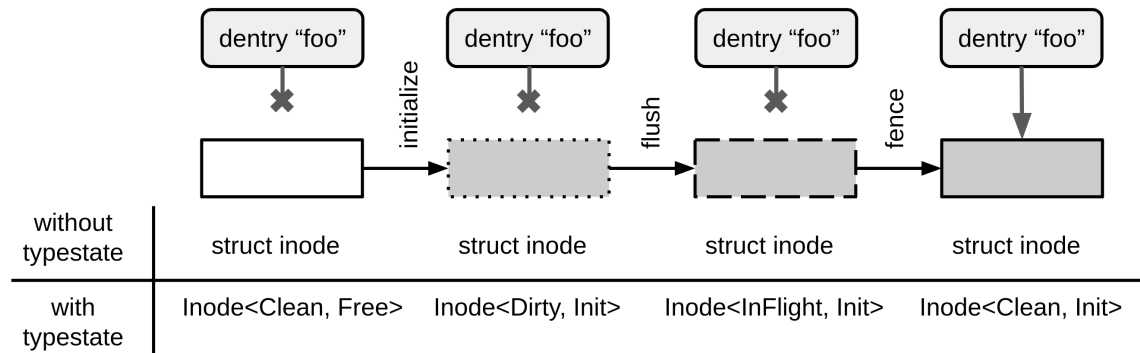 dentry “foo” dentry “foo” dentry “foo” dentry “foo”
initialize
flush
fence
without
typestate
struct inode struct inode struct inode struct inode
with
typestate
Inode<Clean, Free> Inode<Dirty, Init> Inode<InFlight, Init> Inode<Clean, Init>